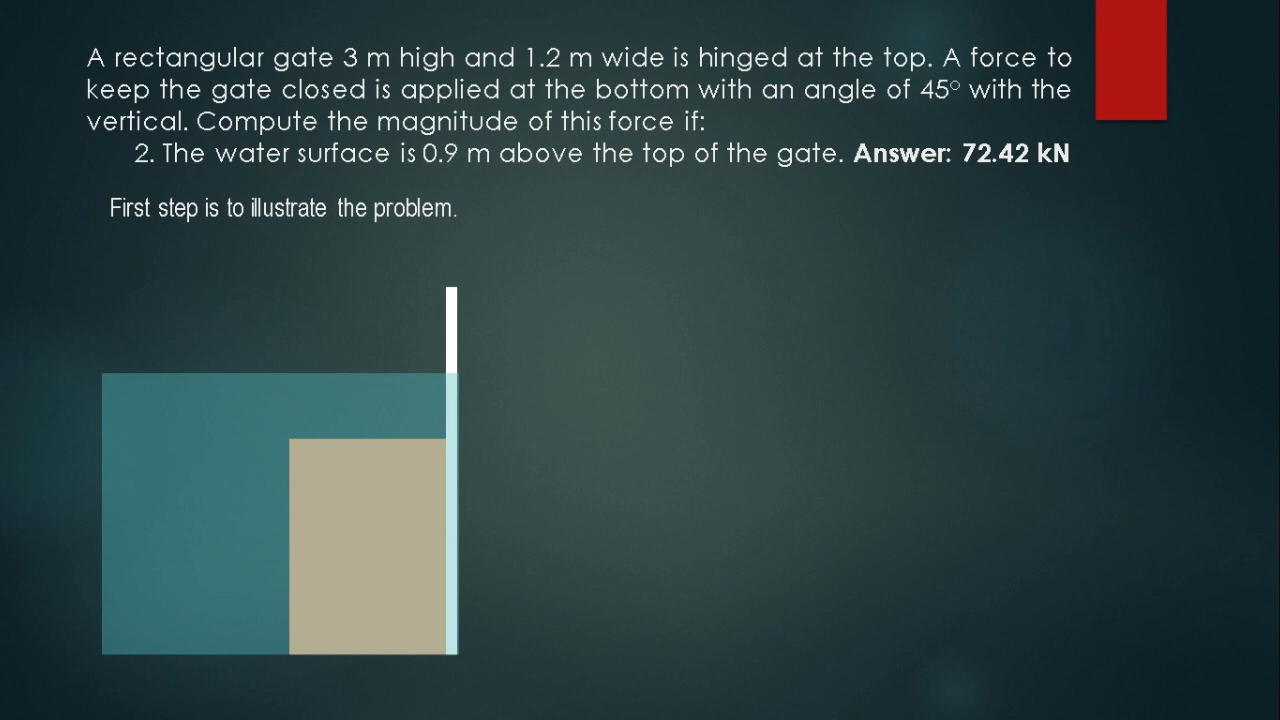 A rectangular gate 3 m high and 1.2 m wide is hinged at the top. A force to
keep the gate closed is applied at the bottom with an angle of 45° with the
vertical. Compute the magnitude of this force if:
2. The water surface is 0.9 m above the top of the gate. Answer: 72.42 kN
First step is to illustrate the problem.